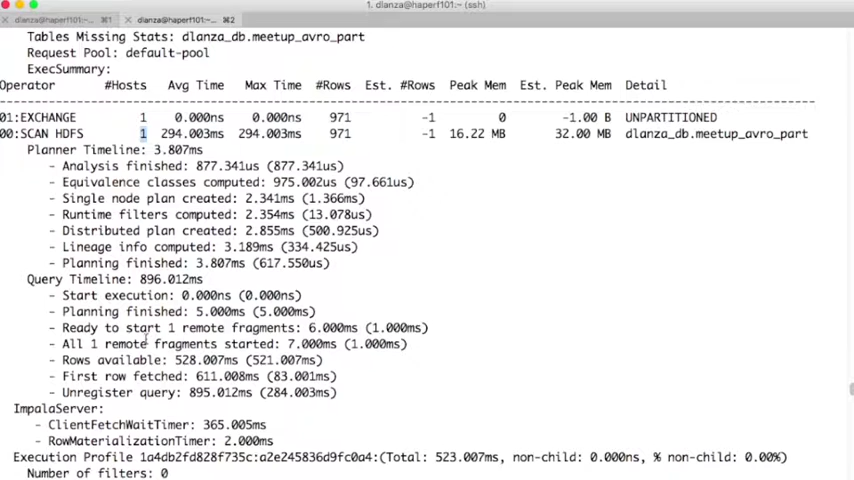 1. dlanza@haperf101:~ (ssh)
× dlanza@haperf101:~... ⌘1 × dlanza@haperf101:~... ⌘2
Tables Missing Stats: dlanza_db.meetup_avro_part
Request Pool: default-pool
ExecSummary:
Operator #Hosts Avg Time Max Time #Rows Est. #Rows Peak Mem Est. Peak Mem Detail
---------------------------------------------------------------------------------------------------------------------
01:EXCHANGE 1 0.000ns 0.000ns 971 -1 0 -1.00 B UNPARTITIONED
00:SCAN HDFS 1 294.003ms 294.003ms 971 -1 16.22 MB 32.00 MB dlanza_db.meetup_avro_part
Planner Timeline: 3.807ms
- Analysis finished: 877.341us (877.341us)
- Equivalence classes computed: 975.002us (97.661us)
- Single node plan created: 2.341ms (1.366ms)
- Runtime filters computed: 2.354ms (13.078us)
- Distributed plan created: 2.855ms (500.925us)
- Lineage info computed: 3.189ms (334.425us)
- Planning finished: 3.807ms (617.550us)
Query Timeline: 896.012ms
- Start execution: 0.000ns (0.000ns)
- Planning finished: 5.000ms (5.000ms)
- Ready to start 1 remote fragments: 6.000ms (1.000ms)
- All 1 remote fragments started: 7.000ms (1.000ms)
- Rows available: 528.007ms (521.007ms)
- First row fetched: 611.008ms (83.001ms)
- Unregister query: 895.012ms (284.003ms)
ImpalaServer:
- ClientFetchWaitTimer: 365.005ms
- RowMaterializationTimer: 2.000ms
Execution Profile 1a4db2fd828f735c:a2e245836d9fc0a4:(Total: 523.007ms, non-child: 0.000ns, % non-child: 0.00%)
Number of filters: 0